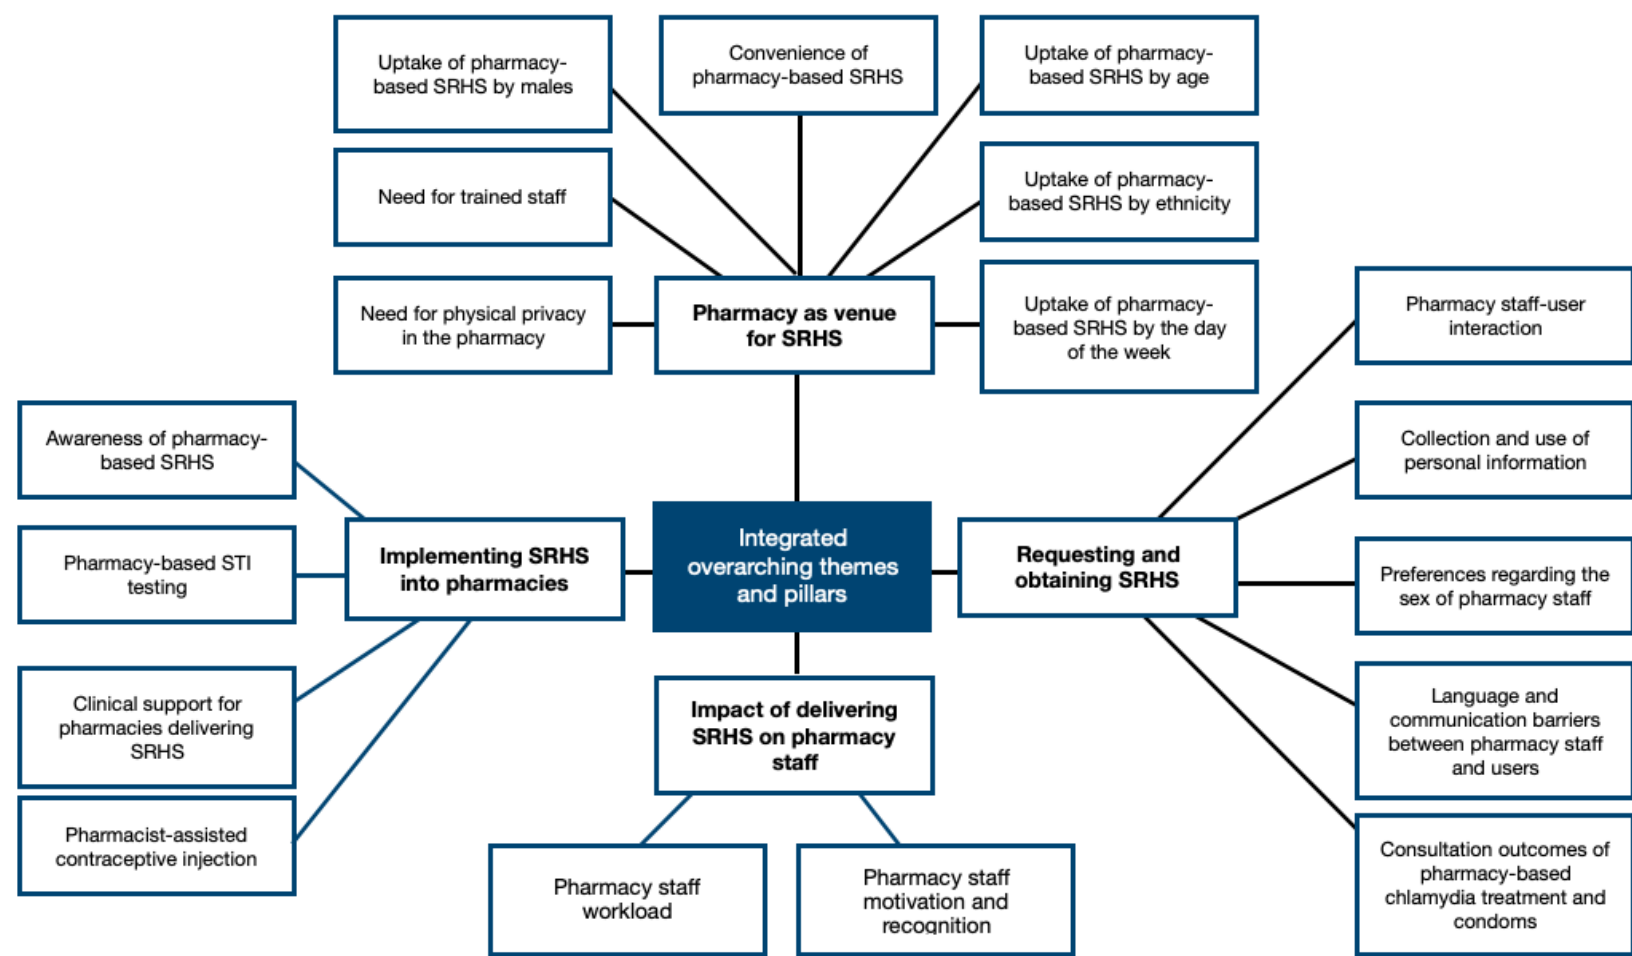 Uptake of pharmacy-
based SRHS by males
Convenience of
pharmacy-based SRHS
Uptake of pharmacy-
based SRHS by age
Need for trained staff
Uptake of pharmacy-
based SRHS by ethnicity
Need for physical privacy
in the pharmacy
Pharmacy as venue
for SRHS
Uptake of pharmacy-
based SRHS by the day
of the week
Pharmacy staff-user
interaction
Awareness of pharmacy-
based SRHS
Collection and use of
personal information
Implementing SRHS
into pharmacies
Integrated
overarching themes
and pillars
Requesting and
obtaining SRHS
Pharmacy-based STI
testing
Preferences regarding the
sex of pharmacy staff
Clinical support for
pharmacies delivering
SRHS
Impact of delivering
SRHS on pharmacy
staff
Language and
communication barriers
between pharmacy staff
and users
Pharmacist-assisted
contraceptive injection
Pharmacy staff
workload
Pharmacy staff
motivation and
recognition
Consultation outcomes of
pharmacy-based
chlamydia treatment and
condoms